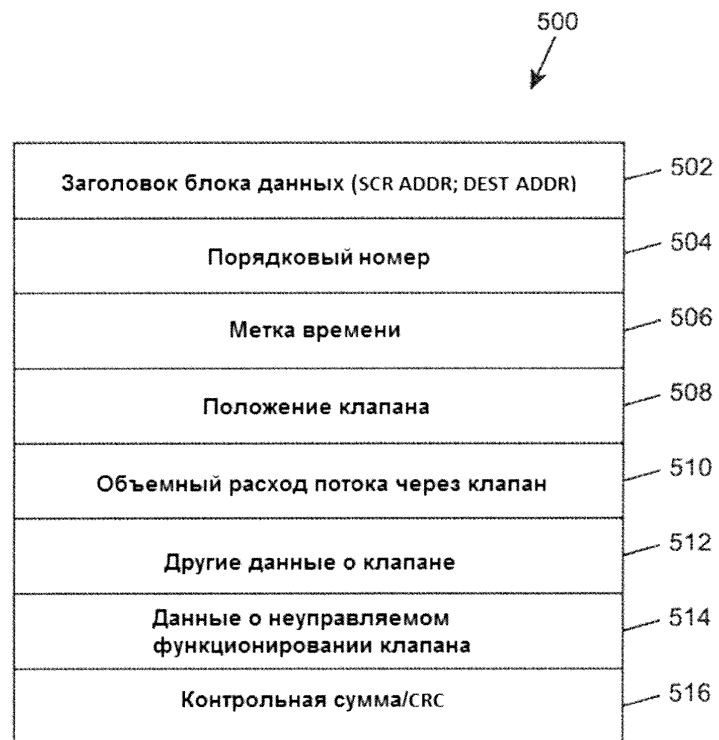 500
Заголовок блока данных (SCR ADDR; DEST ADDR)
502
Порядковый номер
504
Метка времени
506
Положение клапана
508
Объемный расход потока через клапан
510
Другие данные о клапане
512
Данные о неуправляемом
функционировании клапана
514
Контрольная сумма/CRC
516